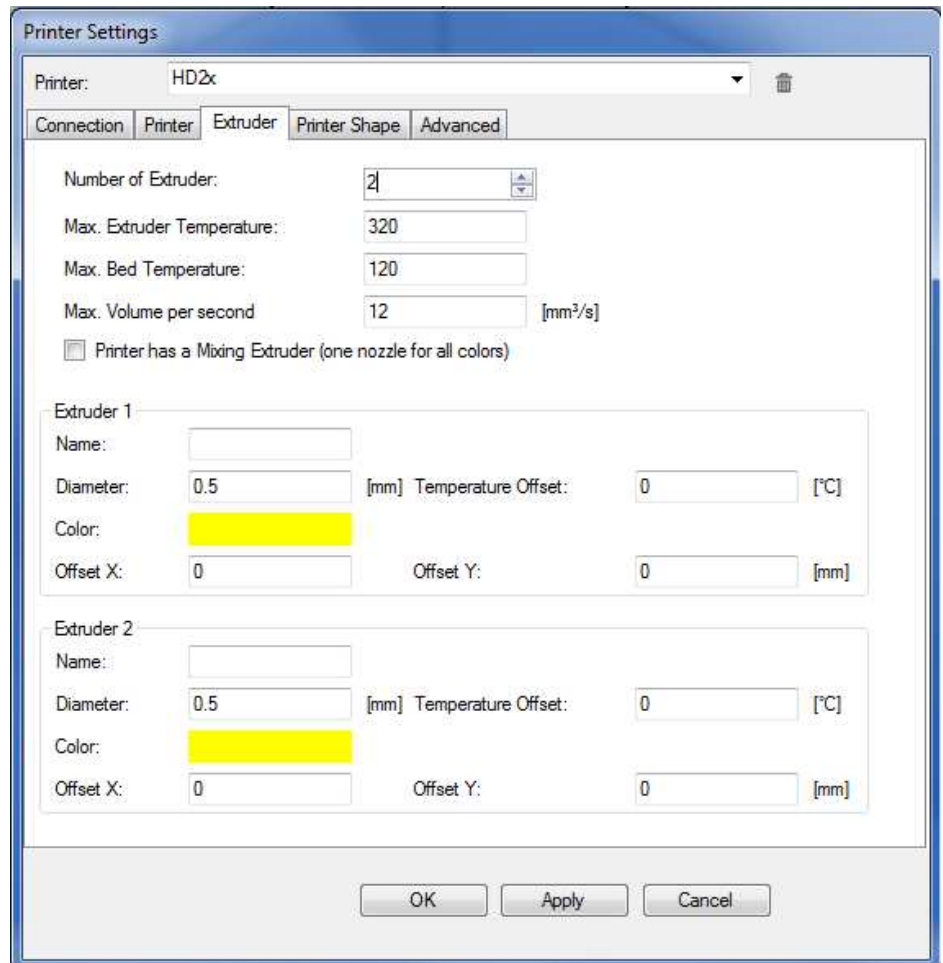 Printer Settings
Printer: HD2x
Connection Printer Extruder Printer Shape Advanced
Number of Extruder: 2
Max. Extruder Temperature: 320
Max. Bed Temperature: 120
Max. Volume per second 12 [mm³/s]
Printer has a Mixing Extruder (one nozzle for all colors)
Extruder 1
Name:
Diameter: 0.5 [mm] Temperature Offset: 0 [°C]
Color:
Offset X: 0 Offset Y: 0 [mm]
Extruder 2
Name:
Diameter: 0.5 [mm] Temperature Offset: 0 [°C]
Color:
Offset X: 0 Offset Y: 0 [mm]
OK Apply Cancel